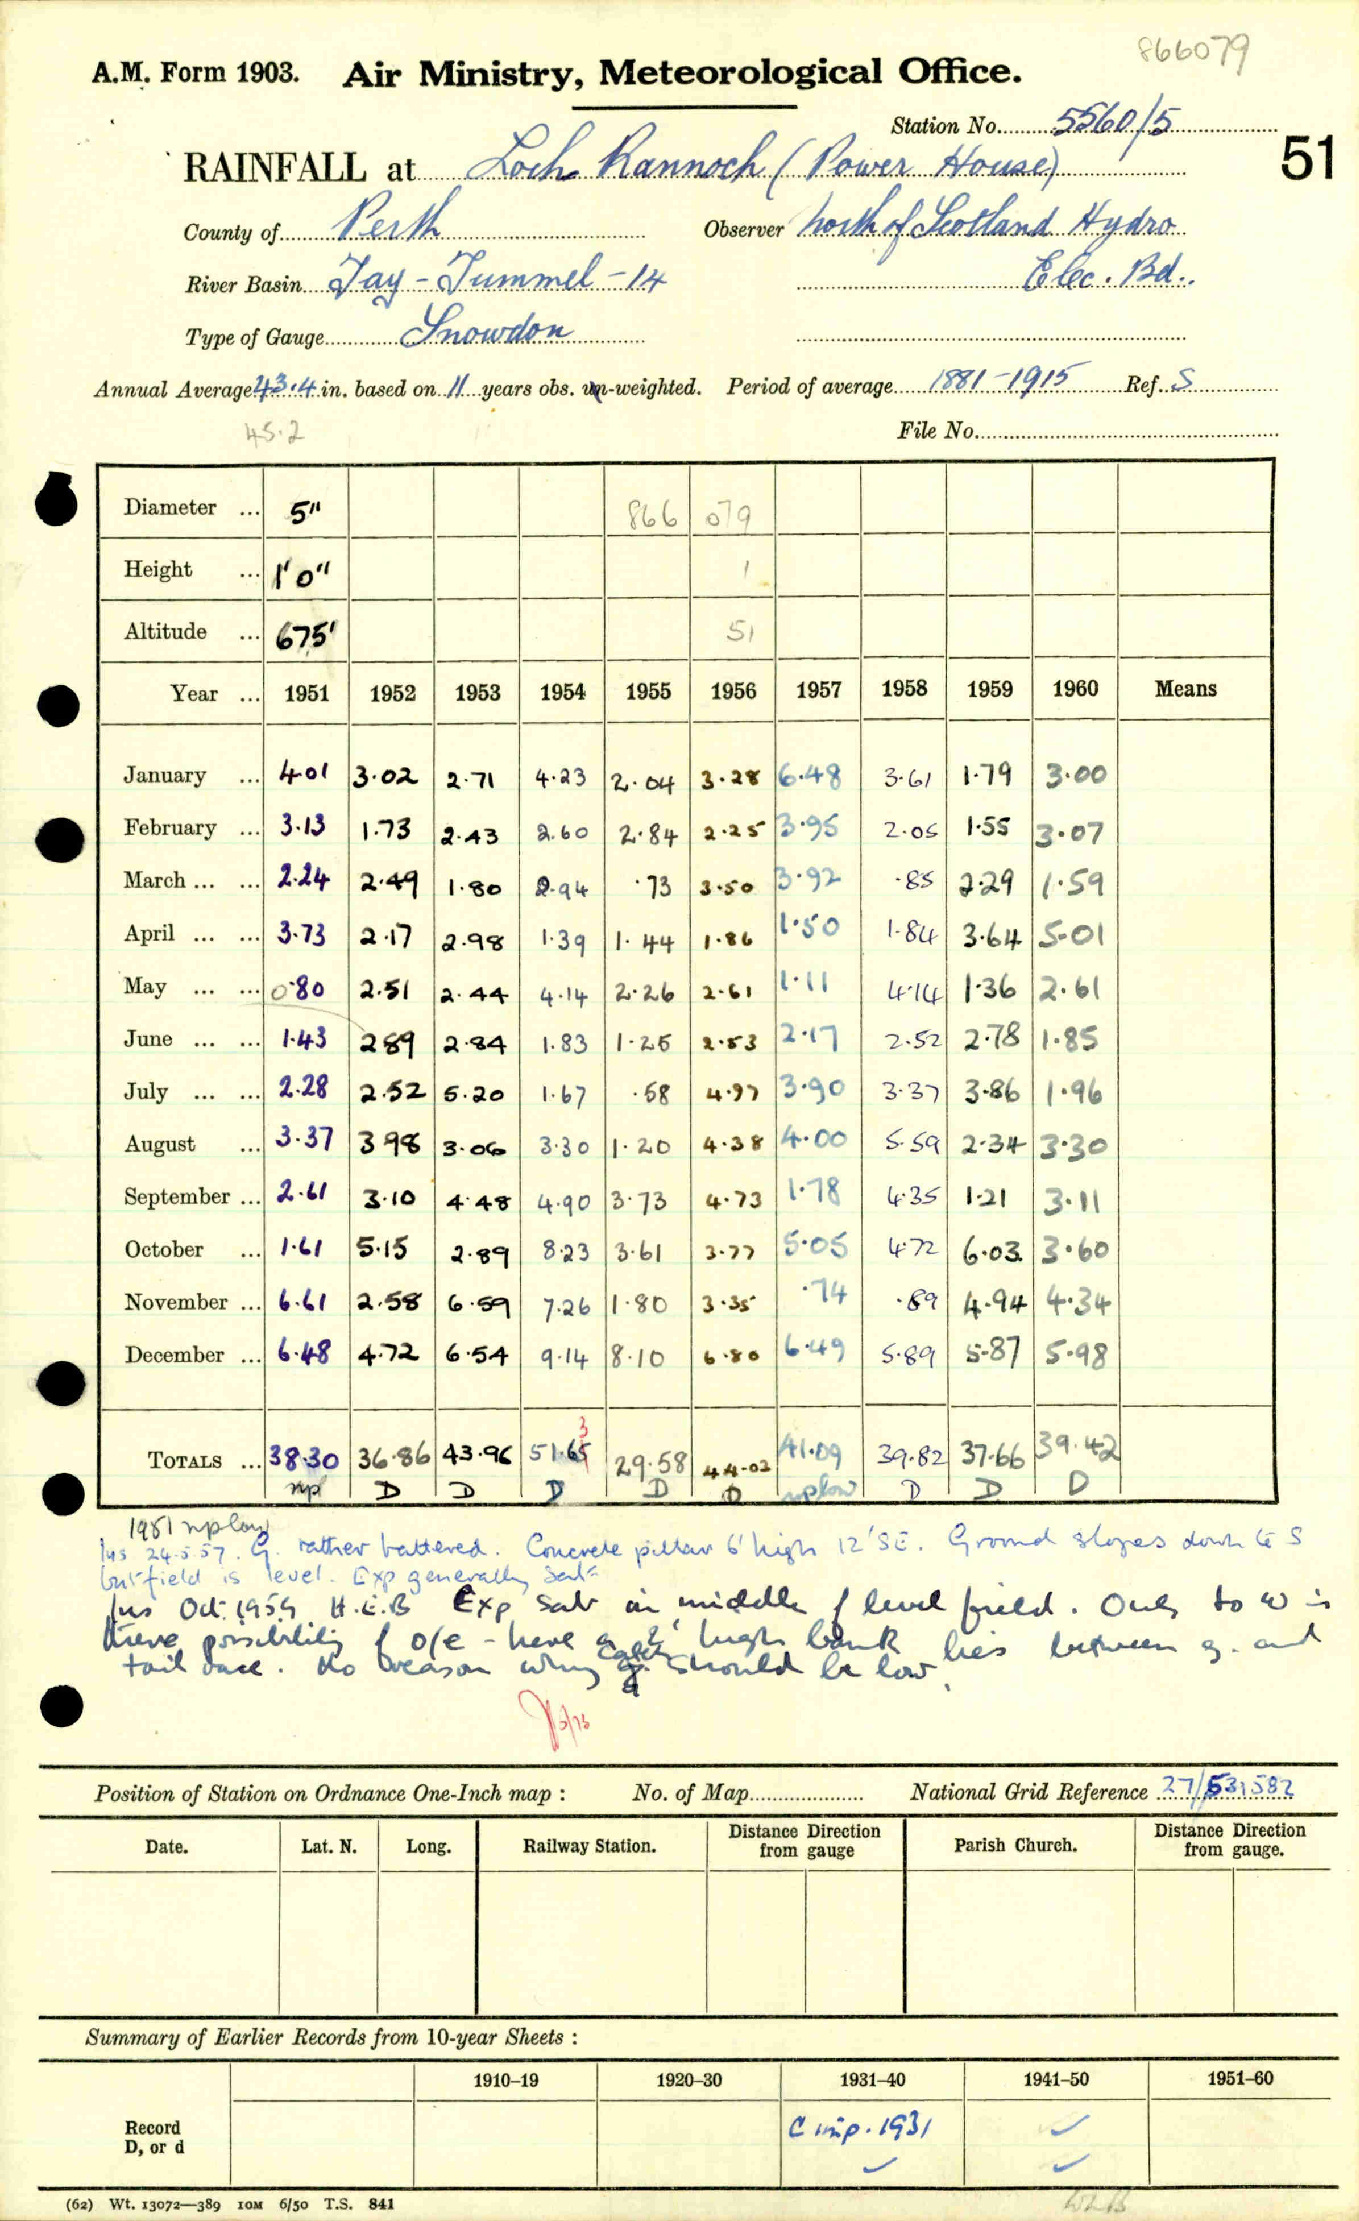 866079
A.M. Form 1903. Air Ministry, Meteorological Office.
Station No. 5560/5
51
RAINFALL at Loch Rannoch (Power House)
County of Perth Observer North of Scotland Hydro
River Basin Tay - Tummel - 14 Elec. Bd.
Type of Gauge Snowdon
Annual Average 43.4 in. based on 11 years obs. un-weighted. Period of average 1881-1915 Ref. S
45.2
File No.
Diameter ... 5" 866 079
Height ... 1'0" 1
Altitude ... 675' 51
Year ... 1951 1952 1953 1954 1955 1956 1957 1958 1959 1960 Means
January ... 4.01 3.02 2.71 4.23 2.04 3.28 6.48 3.61 1.79 3.00
February ... 3.13 1.73 2.43 2.60 2.84 2.25 3.95 2.05 1.55 3.07
March ... ... 2.24 2.49 1.80 2.94 .73 3.50 3.92 .85 2.29 1.59
April ... ... 3.73 2.17 2.98 1.39 1.44 1.86 1.50 1.84 3.64 5.01
May ... ... 0.80 2.51 2.44 4.14 2.26 2.61 1.11 4.14 1.36 2.61
June ... ... 1.43 2.89 2.84 1.83 1.25 2.53 2.17 2.52 2.78 1.85
July ... ... 2.28 2.52 5.20 1.67 .58 4.97 3.90 3.37 3.86 1.96
August ... 3.37 3.98 3.06 3.30 1.20 4.38 4.00 5.59 2.34 3.30
September ... 2.61 3.10 4.48 4.90 3.73 4.73 1.78 4.35 1.21 3.11
October ... 1.61 5.15 2.89 8.23 3.61 3.77 5.05 4.72 6.03 3.60
November ... 6.61 2.58 6.59 7.26 1.80 3.35 .74 .89 4.94 4.34
December ... 6.48 4.72 6.54 9.14 8.10 6.80 6.49 5.89 5.87 5.98
3
TOTALS ... 38.30 36.86 43.96 51.65 29.58 44.03 41.09 39.82 37.66 39.42
np D D D D D nplow D D D
1951 nplow
Ins 24.5.57. G. rather battered. Concrete pillar 6' high 12' SE. Ground slopes down to S
but field is level. Exp generally sat
Ins Oct. 1959 H.E.B Exp sat in middle of level field. Only to W is
there possibility of o/e - here a 2' high bank lies between g. and
tail race. No reason why catch should be low.
Position of Station on Ordnance One-Inch map : No. of Map National Grid Reference 27/531582
Date. Lat. N. Long. Railway Station. Distance Direction from gauge Parish Church. Distance Direction from gauge.
Summary of Earlier Records from 10-year Sheets :
1910–19 1920–30 1931–40 1941–50 1951–60
Record C imp. 1931 ✓
D, or d ✓ ✓
(62) Wt. 13072—389 10M 6/50 T.S. 841